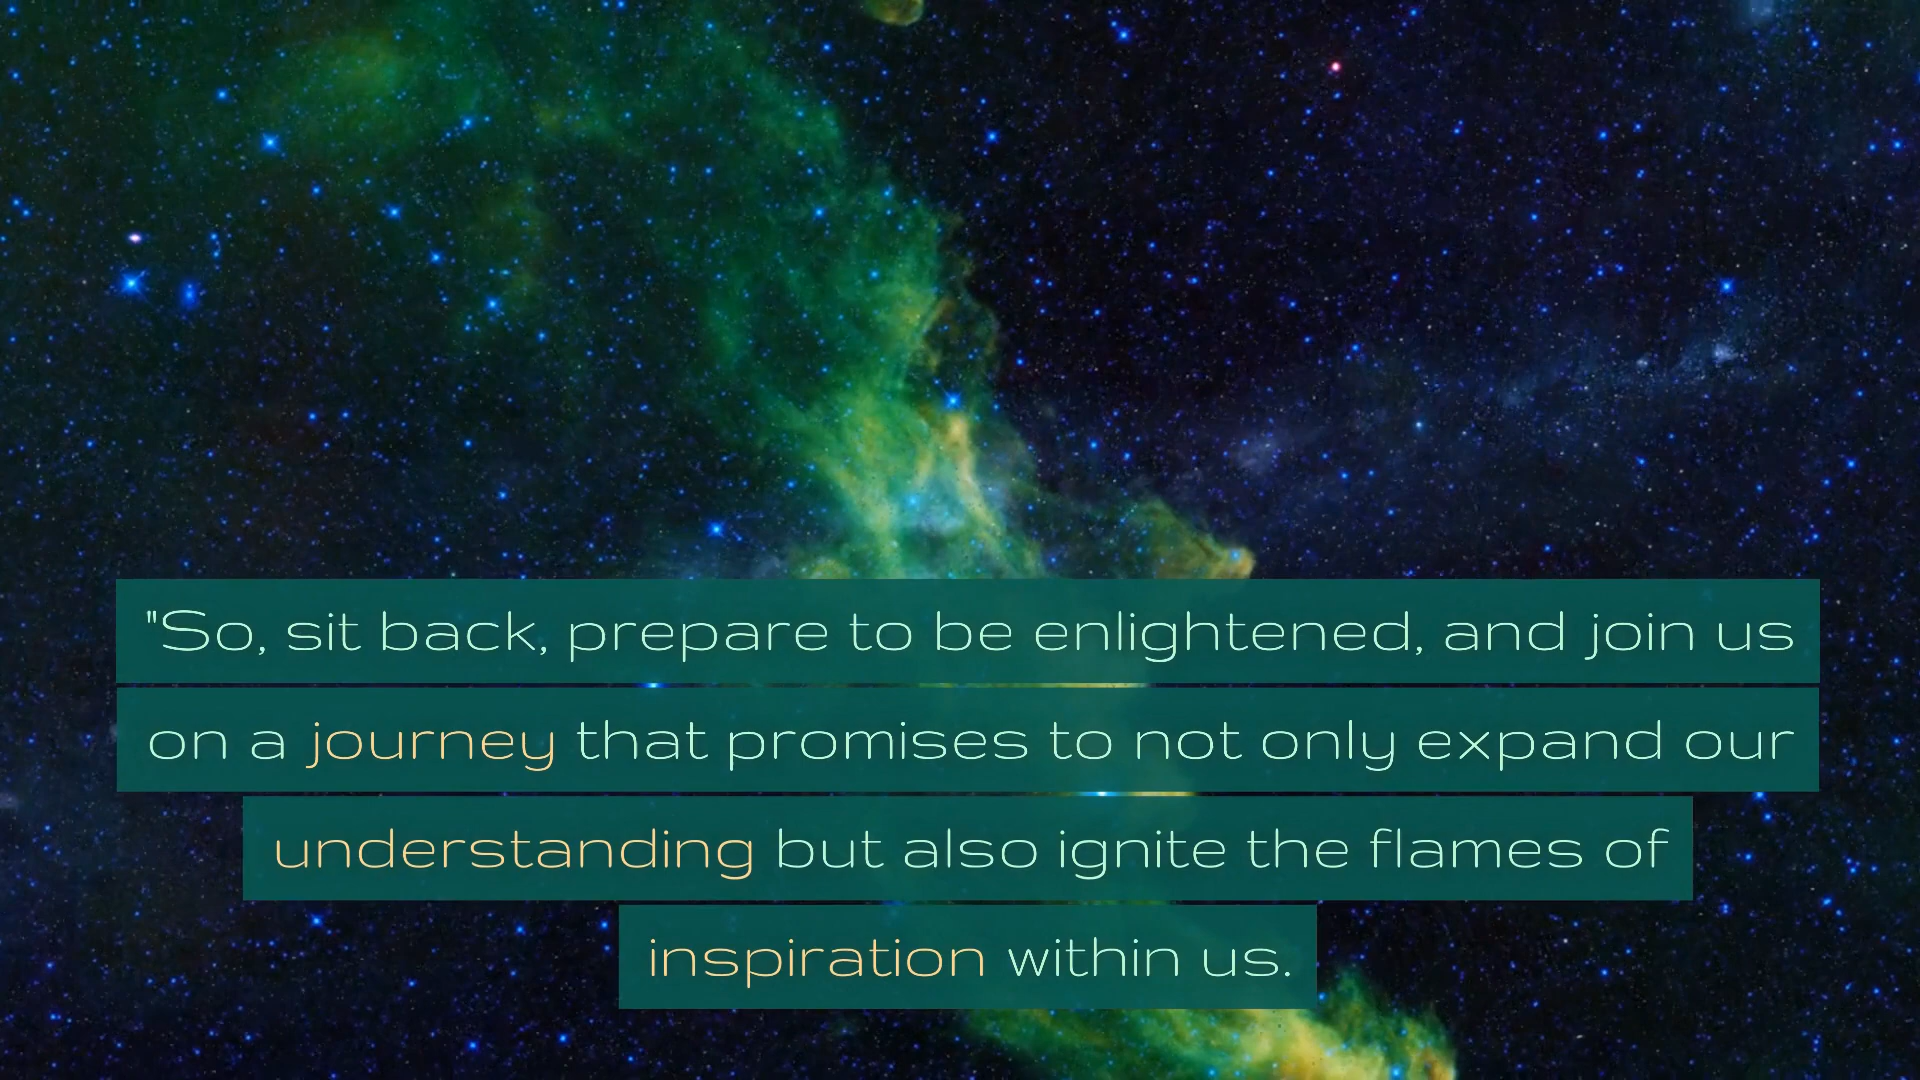 "So, sit back, prepare to be enlightened, and join us
on a journey that promises to not only expand our
understanding but also ignite the flames of
inspiration within us.